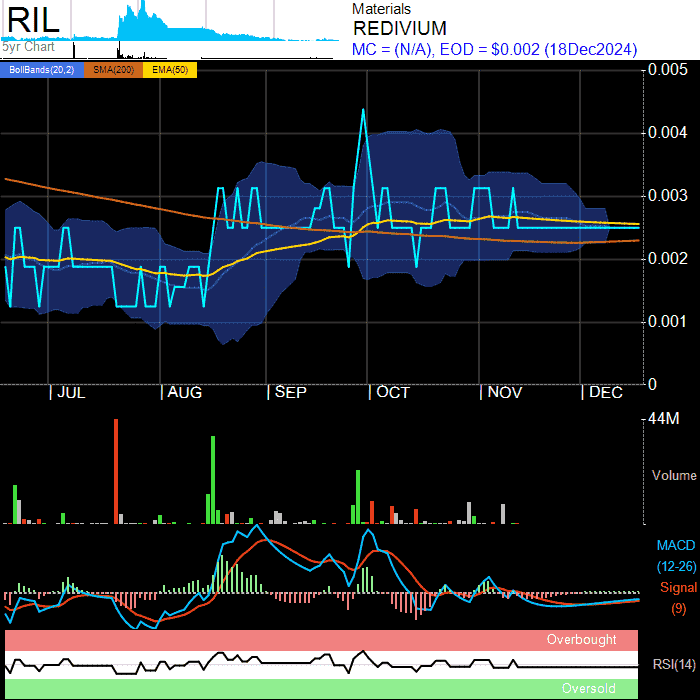 RIL
5yr Chart
Materials
REDIVIUM
MC = (N/A), EOD = $0.002 (18Dec2024)
BollBands(20,2) SMA(200) EMA(50)
0.005
0.004
0.003
0.002
0.001
0
JUL AUG SEP OCT NOV DEC
44M
Volume
MACD
(12-26)
Signal
(9)
Overbought
RSI(14)
Oversold